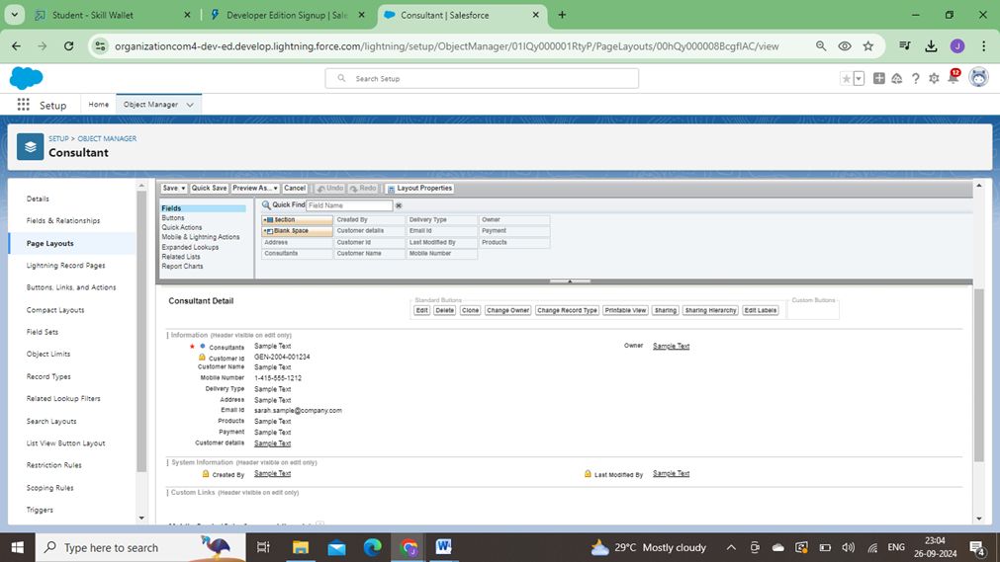 Student - Skill Wallet
Developer Edition Signup | Sale
Consultant | Salesforce
organizationcom4-dev-ed.develop.lightning.force.com/lightning/setup/ObjectManager/01IQy000001RtyP/PageLayouts/00hQy000008BcgfIAC/view
J
Search Setup
12
Setup
Home
Object Manager
SETUP > OBJECT MANAGER
Consultant
Details
Fields & Relationships
Page Layouts
Lightning Record Pages
Buttons, Links, and Actions
Compact Layouts
Field Sets
Object Limits
Record Types
Related Lookup Filters
Search Layouts
List View Button Layout
Restriction Rules
Scoping Rules
Triggers
Save Quick Save Preview As... Cancel Undo Redo Layout Properties
Fields
Buttons
Quick Actions
Mobile & Lightning Actions
Expanded Lookups
Related Lists
Report Charts
Quick Find Field Name
Section Created By Delivery Type Owner
Blank Space Customer details Email Id Payment
Address Customer Id Last Modified By Products
Consultants Customer Name Mobile Number
Consultant Detail
Standard Buttons
Edit Delete Clone Change Owner Change Record Type Printable View Sharing Sharing Hierarchy Edit Labels
Custom Buttons
Information (Header visible on edit only)
* Consultants Sample Text Owner Sample Text
Customer Id GEN-2004-001234
Customer Name Sample Text
Mobile Number 1-415-555-1212
Delivery Type Sample Text
Address Sample Text
Email Id sarah.sample@company.com
Products Sample Text
Payment Sample Text
Customer details Sample Text
System Information (Header visible on edit only)
Created By Sample Text Last Modified By Sample Text
Custom Links (Header visible on edit only)
Type here to search
29°C Mostly cloudy
ENG
23:04
26-09-2024
4